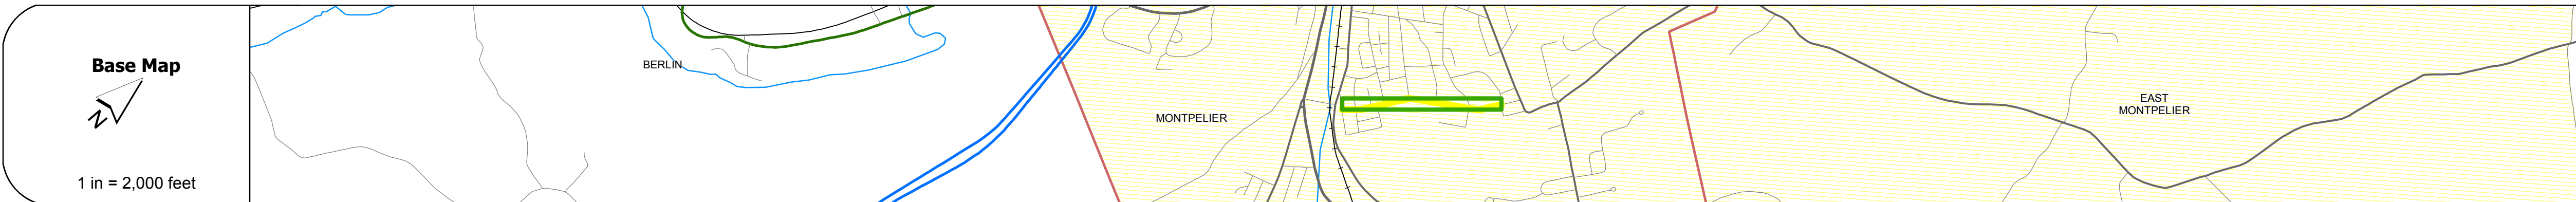 Base Map
N
1 in = 2,000 feet
BERLIN
MONTPELIER
EAST
MONTPELIER